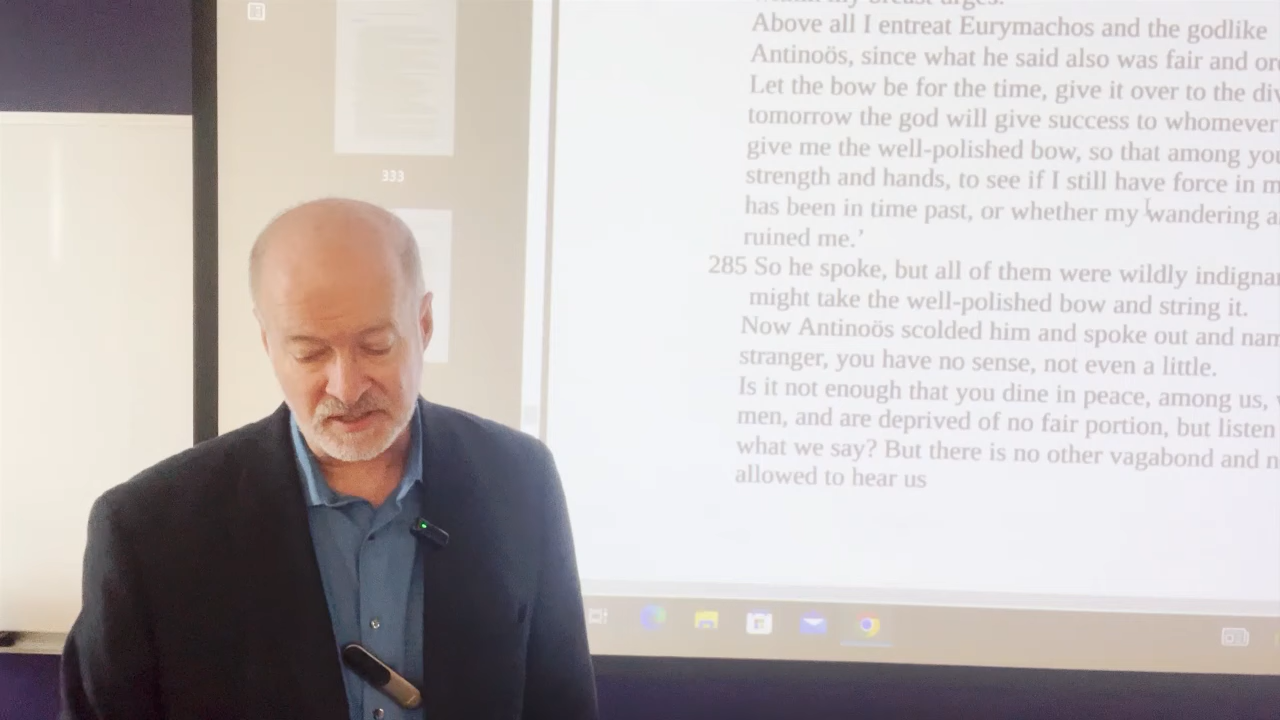 333
Above all I entreat Eurymachos and the godlike
Antinoös, since what he said also was fair and
Let the bow be for the time, give it over to the
tomorrow the god will give success to whomever
give me the well-polished bow, so that among
strength and hands, to see if I still have force in
has been in time past, or whether my wandering
ruined me.’
285 So he spoke, but all of them were wildly
might take the well-polished bow and string it.
Now Antinoös scolded him and spoke out and
stranger, you have no sense, not even a little.
Is it not enough that you dine in peace, among us,
men, and are deprived of no fair portion, but listen
what we say? But there is no other vagabond and
allowed to hear us